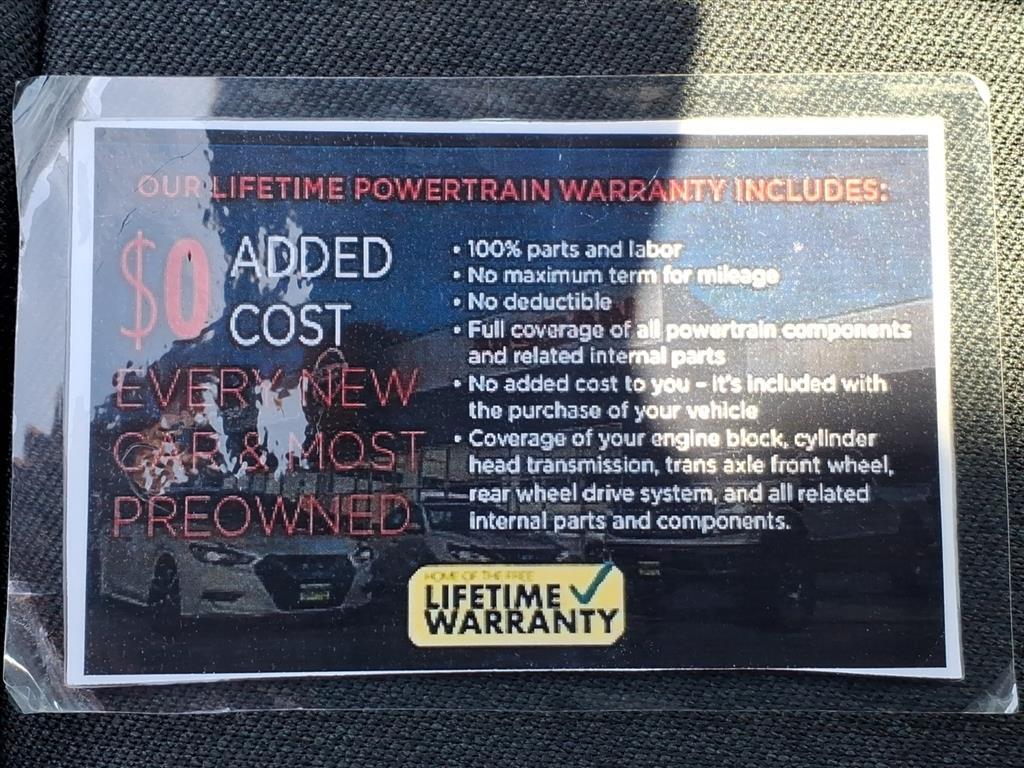 OUR LIFETIME POWERTRAIN WARRANTY INCLUDES:
$0 ADDED
COST
EVERY NEW
CAR & MOST
PREOWNED
• 100% parts and labor
• No maximum term for mileage
• No deductible
• Full coverage of all powertrain components
and related internal parts
• No added cost to you - it's included with
the purchase of your vehicle
• Coverage of your engine block, cylinder
head transmission, trans axle front wheel,
rear wheel drive system, and all related
internal parts and components.
HOME OF THE FREE
LIFETIME
WARRANTY